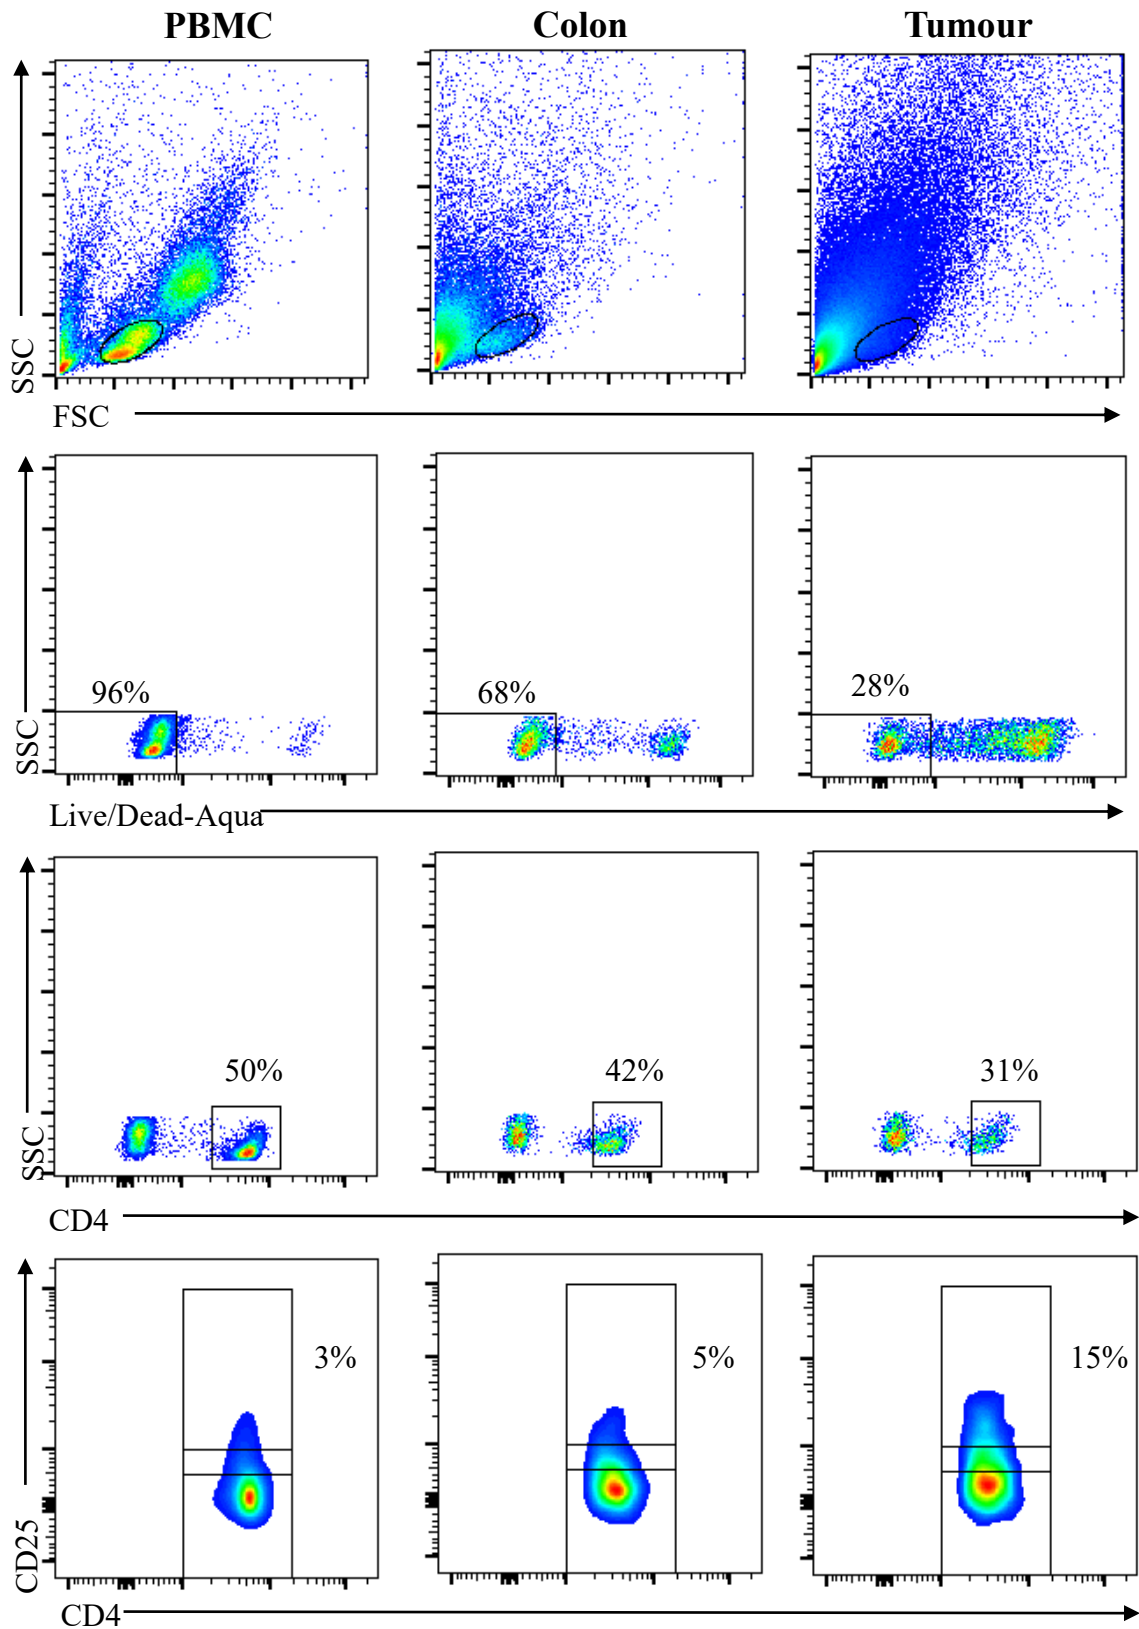 PBMC Colon Tumour
SSC
FSC
96% 68% 28%
SSC
Live/Dead-Aqua
50% 42% 31%
SSC
CD4
3% 5% 15%
CD25
CD4